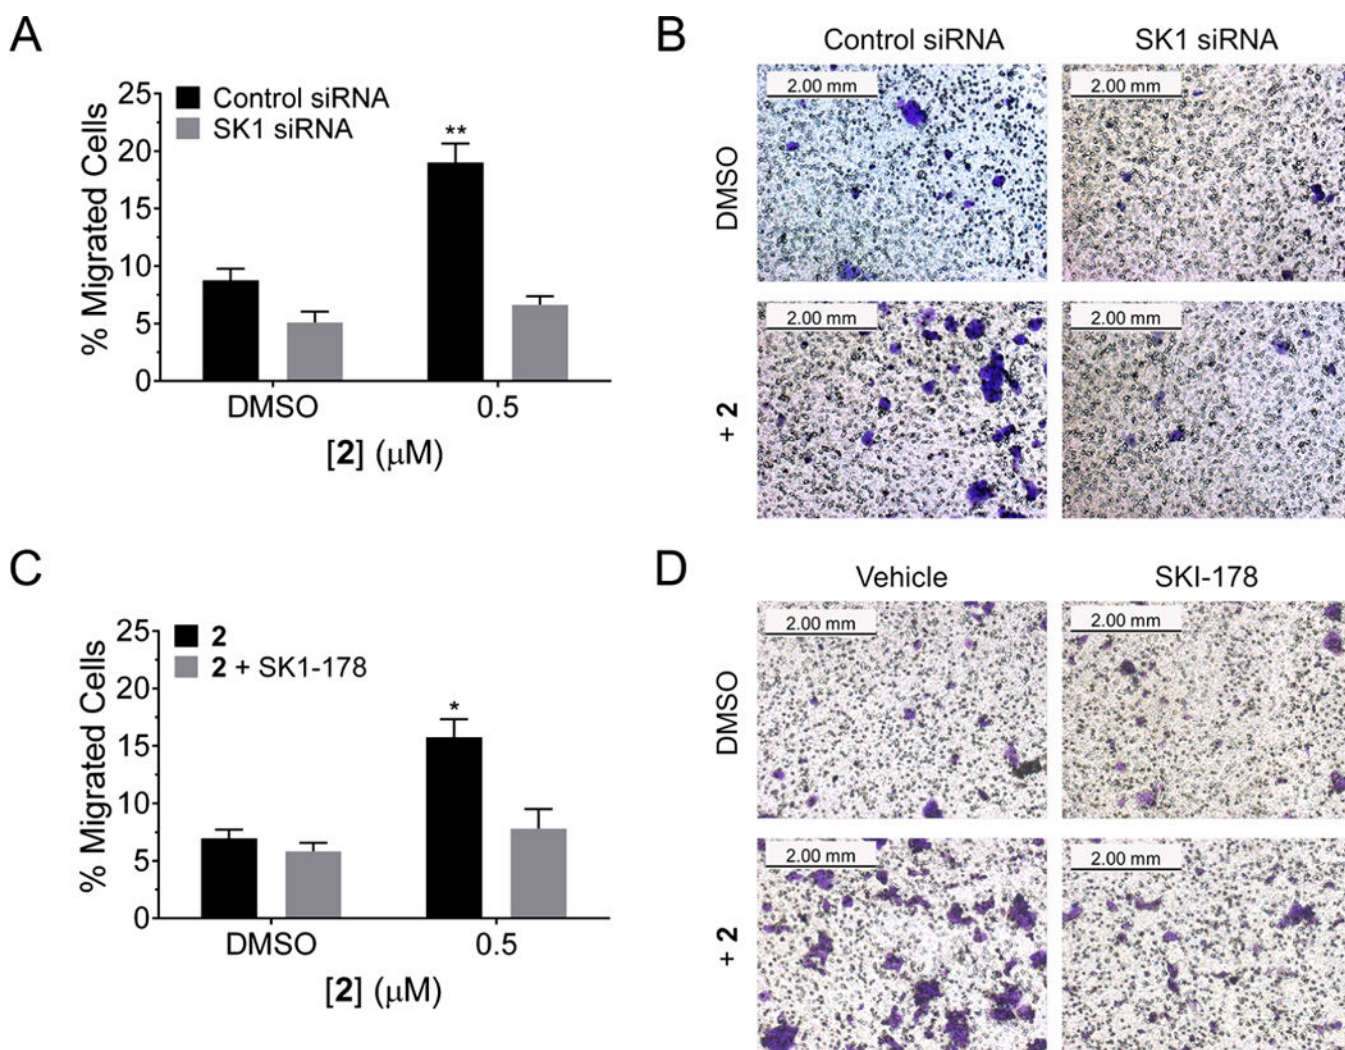 A
25
20
15
10
5
0
% Migrated Cells
Control siRNA
SK1 siRNA
**
DMSO
0.5
[2] (μM)
B
Control siRNA
SK1 siRNA
DMSO
2.00 mm
2.00 mm
+ 2
2.00 mm
2.00 mm
C
25
20
15
10
5
0
% Migrated Cells
2
2 + SK1-178
*
DMSO
0.5
[2] (μM)
D
Vehicle
SKI-178
DMSO
2.00 mm
2.00 mm
+ 2
2.00 mm
2.00 mm